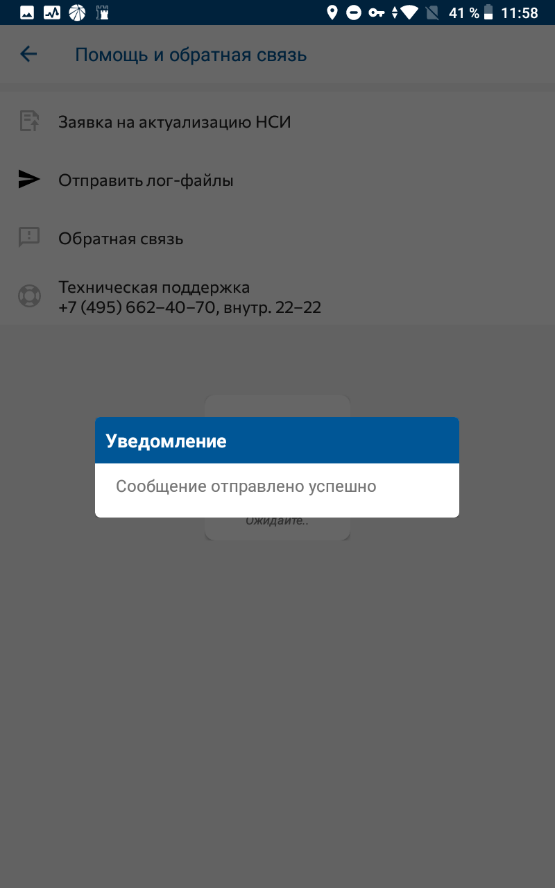 41 % 11:58
Помощь и обратная связь
Заявка на актуализацию НСИ
Отправить лог-файлы
Обратная связь
Техническая поддержка
+7 (495) 662–40–70, внутр. 22–22
Уведомление
Сообщение отправлено успешно
Ожидайте..